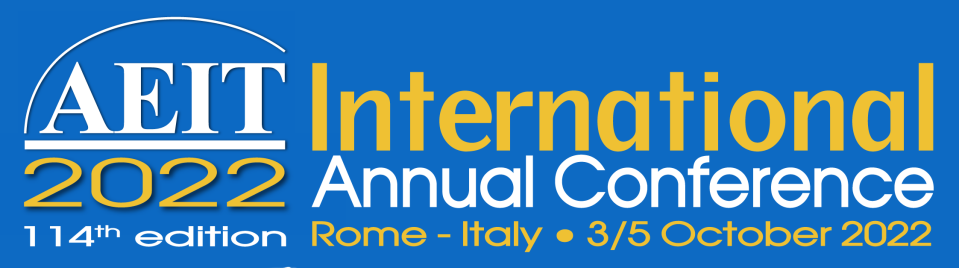 AEIT
2022
114th edition
International
Annual Conference
Rome - Italy • 3/5 October 2022